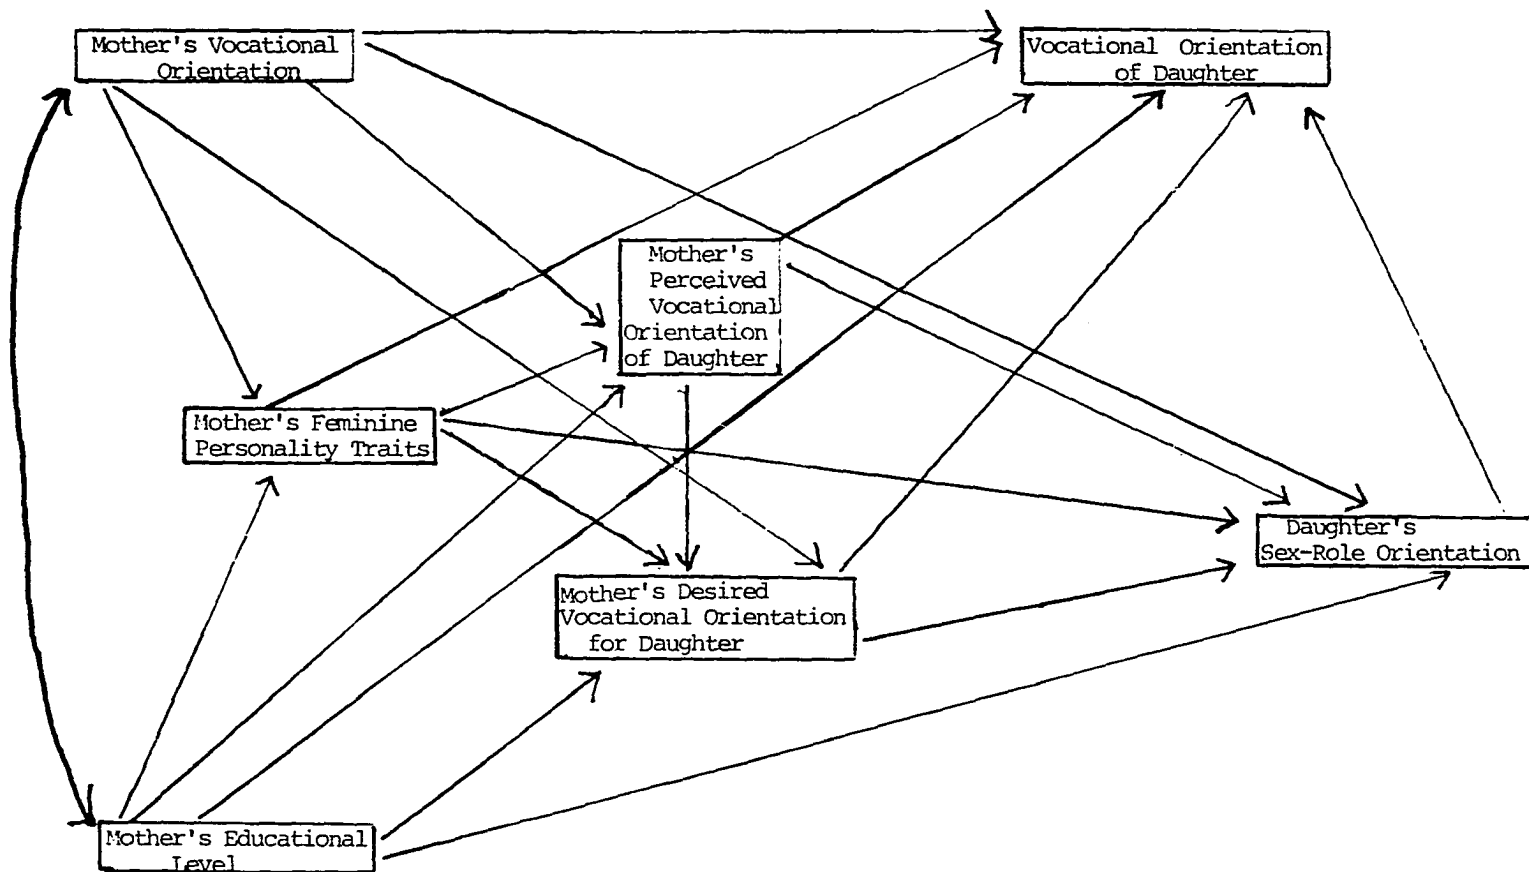 Mother's Vocational
Orientation
Vocational Orientation
of Daughter
Mother's
Perceived
Vocational
Orientation
of Daughter
Mother's Feminine
Personality Traits
Daughter's
Sex-Role Orientation
Mother's Desired
Vocational Orientation
for Daughter
Mother's Educational
Level